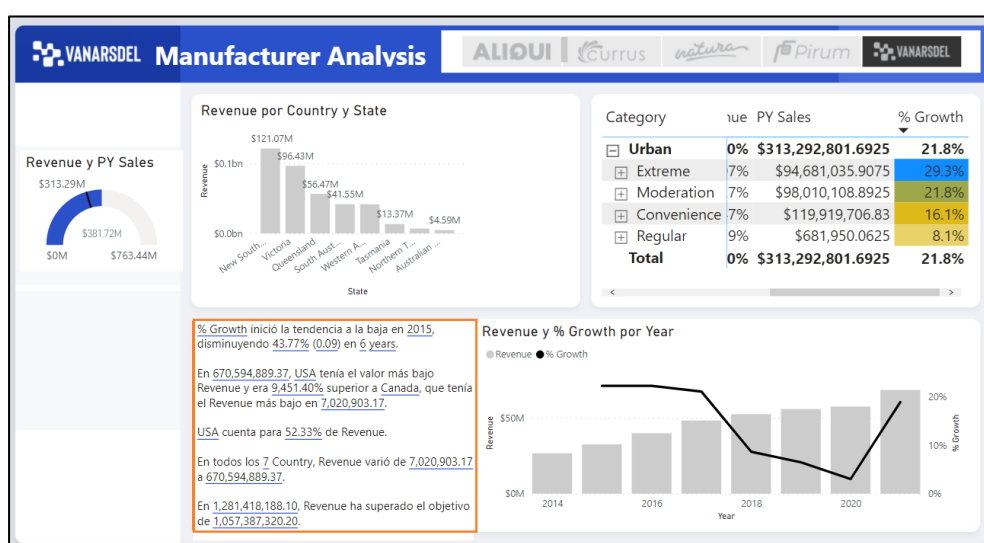 VANARSDEL Manufacturer Analysis
ALIQUI Currus natura Pirum VANARSDEL
Revenue y PY Sales
$313.29M
$381.72M
$0M $763.44M
Revenue por Country y State
$121.07M
$96.43M
$56.47M
$41.55M
$13.37M
$4.59M
Revenue
$0.1bn
$0.0bn
New South...
Victoria
Queensland
South Aust...
Western A...
Tasmania
Northern T...
Australian ...
State
Category ue PY Sales % Growth
Urban 0% $313,292,801.6925 21.8%
Extreme 7% $94,681,035.9075 29.3%
Moderation 7% $98,010,108.8925 21.8%
Convenience 7% $119,919,706.83 16.1%
Regular 9% $681,950.0625 8.1%
Total 0% $313,292,801.6925 21.8%
% Growth inició la tendencia a la baja en 2015,
disminuyendo 43.77% (0.09) en 6 years.
En 670,594,889.37, USA tenía el valor más bajo
Revenue y era 9,451.40% superior a Canada, que tenía
el Revenue más bajo en 7,020,903.17.
USA cuenta para 52.33% de Revenue.
En todos los 7 Country, Revenue varió de 7,020,903.17
a 670,594,889.37.
En 1,281,418,188.10, Revenue ha superado el objetivo
de 1,057,387,320.20.
Revenue y % Growth por Year
Revenue % Growth
Revenue
$50M
$0M
2014 2016 2018 2020
Year
20%
10%
0%
% Growth